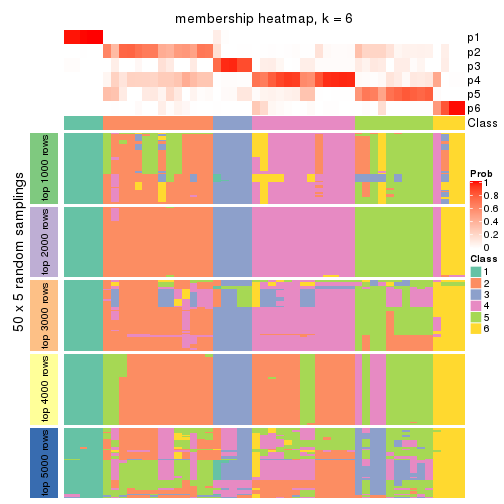 membership heatmap, k = 6
p1
p2
p3
p4
p5
p6
Class
50 x 5 random samplings
top 1000 rows
top 2000 rows
top 3000 rows
top 4000 rows
top 5000 rows
Prob
1
0.8
0.6
0.4
0.2
0
Class
1
2
3
4
5
6